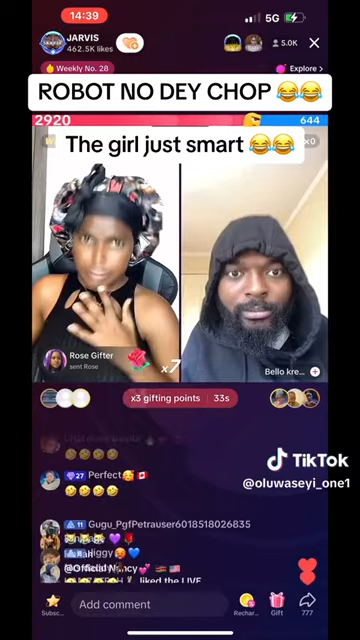 14:39
5G
57
JARVIS
462.5K likes
5.0K
Weekly No. 28
Explore >
ROBOT NO DEY CHOP 😂😂
2920
644
The girl just smart 😂😂
x0
Rose Gifter
sent Rose
x7
Bello kre...
x3 gifting points
33s
27 Perfect🥰🇨🇦
🤣🤣🤣🤣
TikTok
@oluwaseyi_one1
11 Gugu_PgfPetrauser6018518026835
liked the LIVE
Subsc...
Add comment
Rechar...
Gift
777